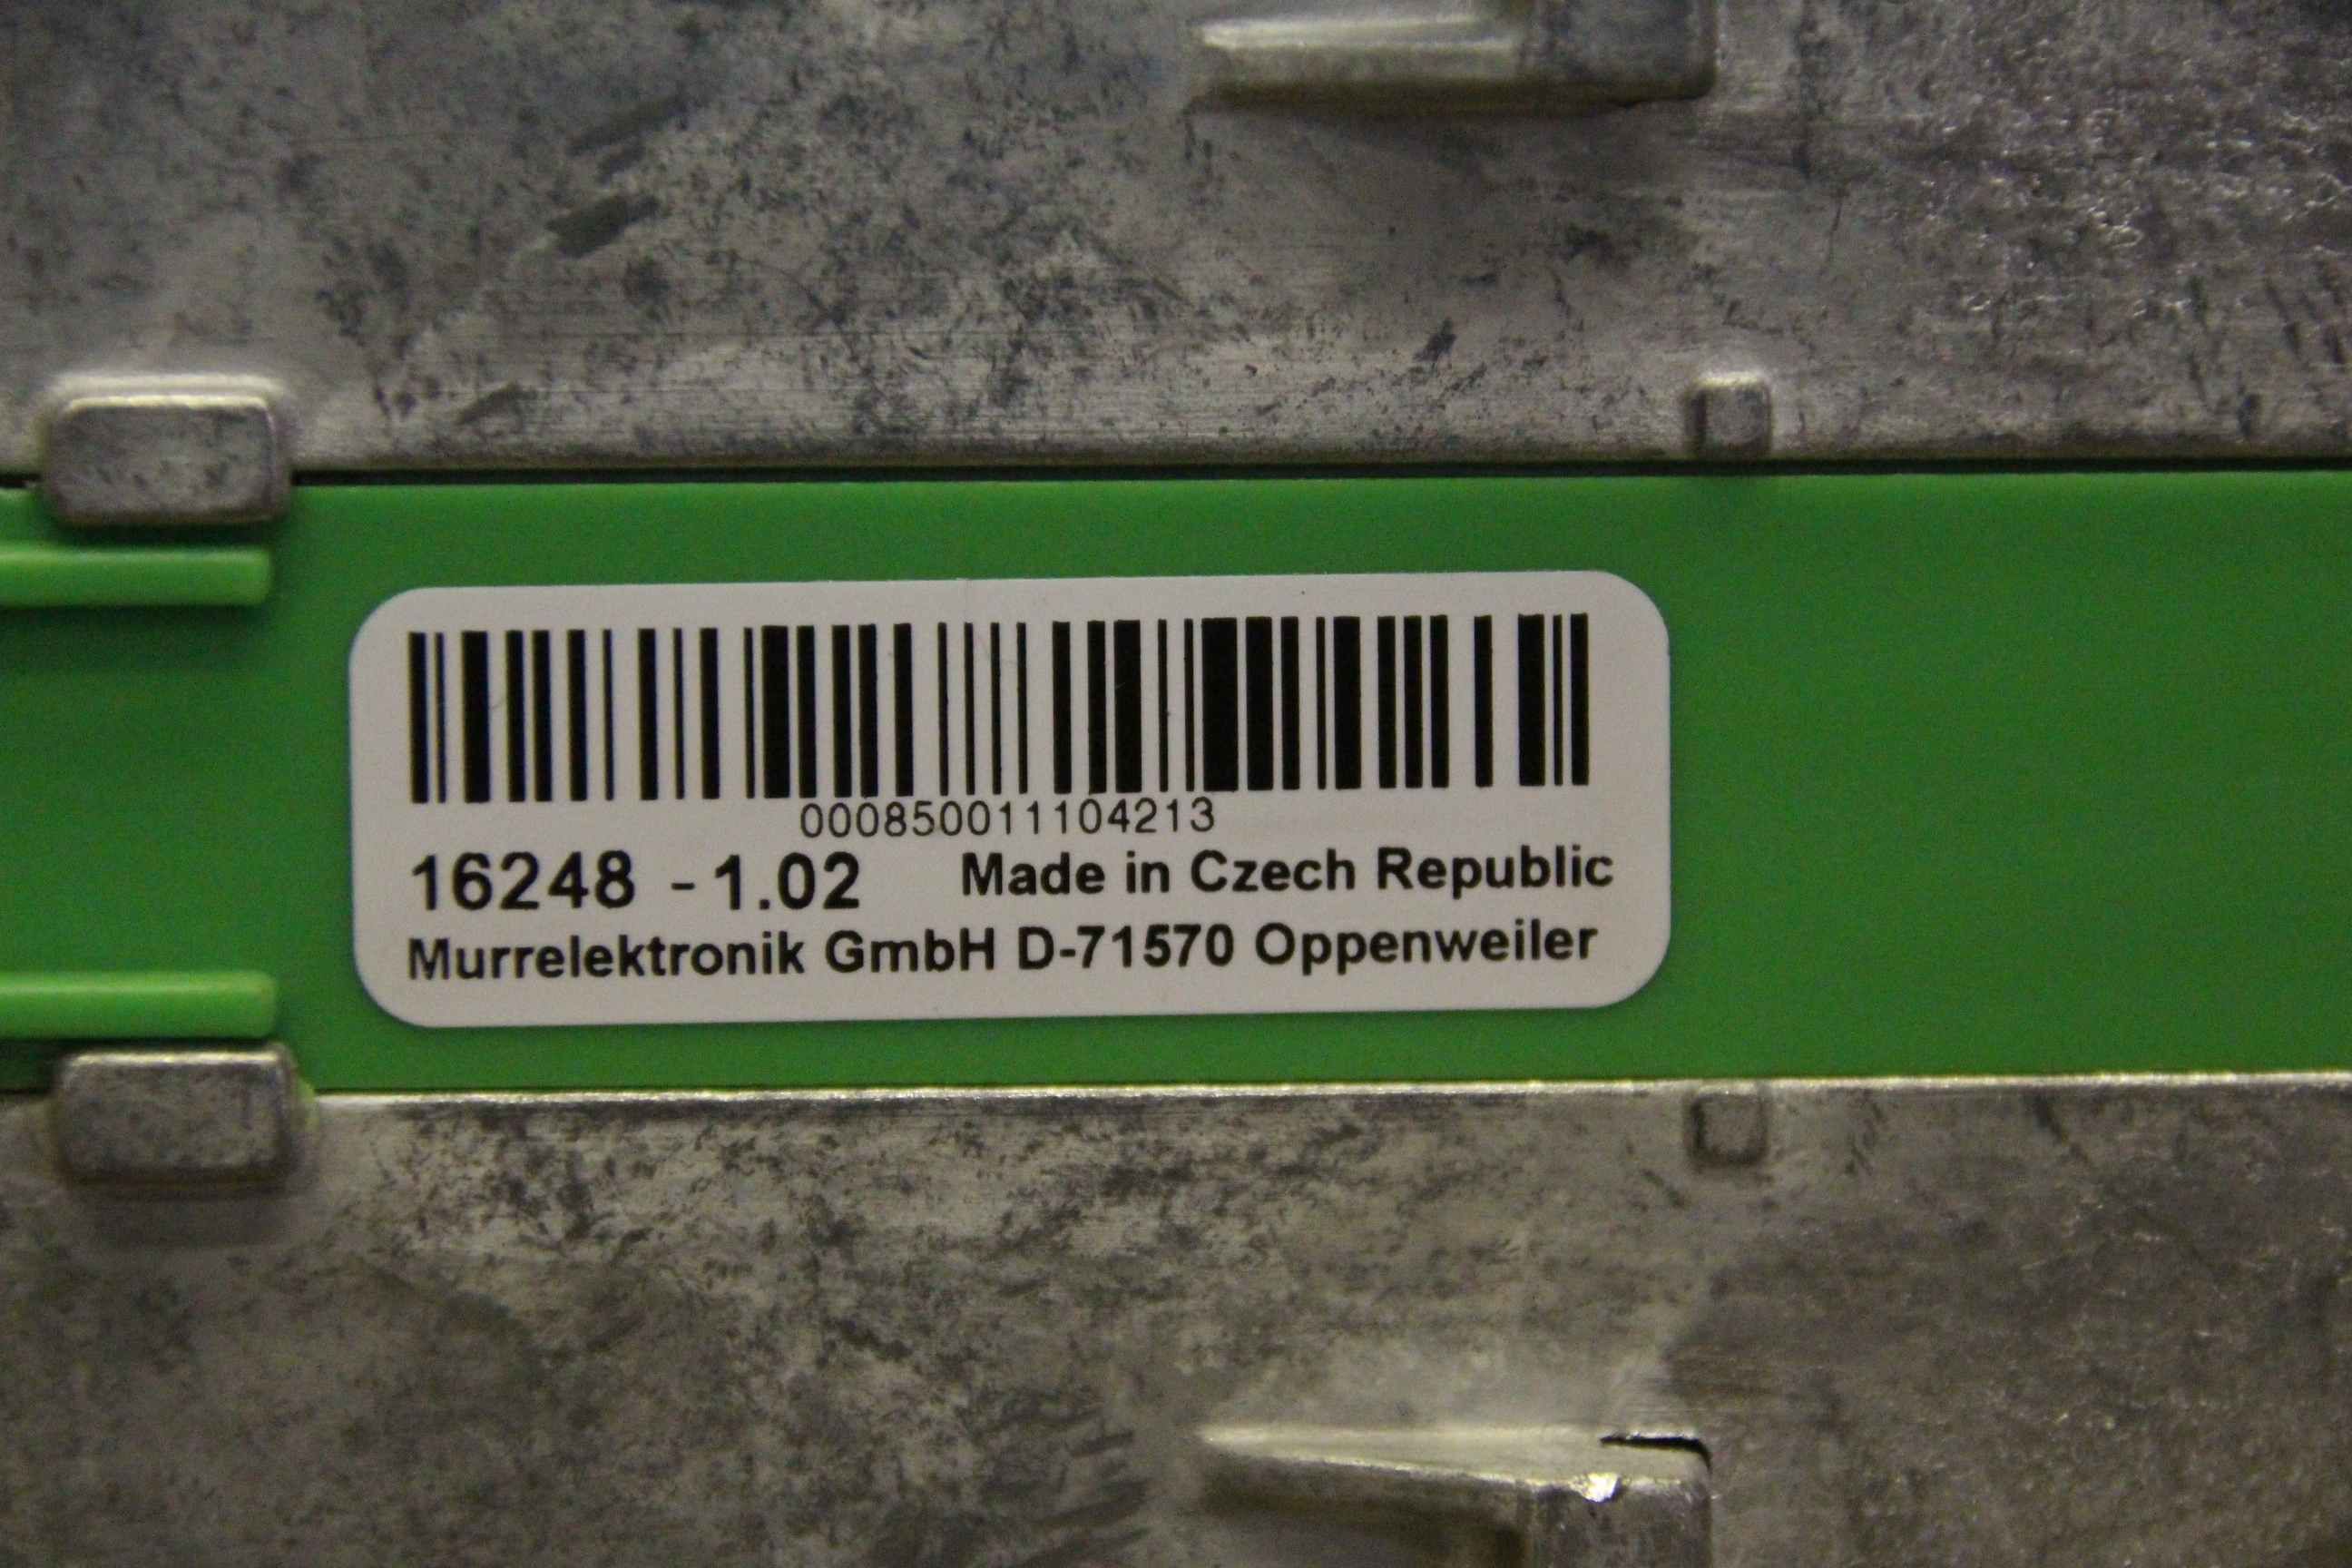 000850011104213
16248 - 1.02 Made in Czech Republic
Murrelektronik GmbH D-71570 Oppenweiler